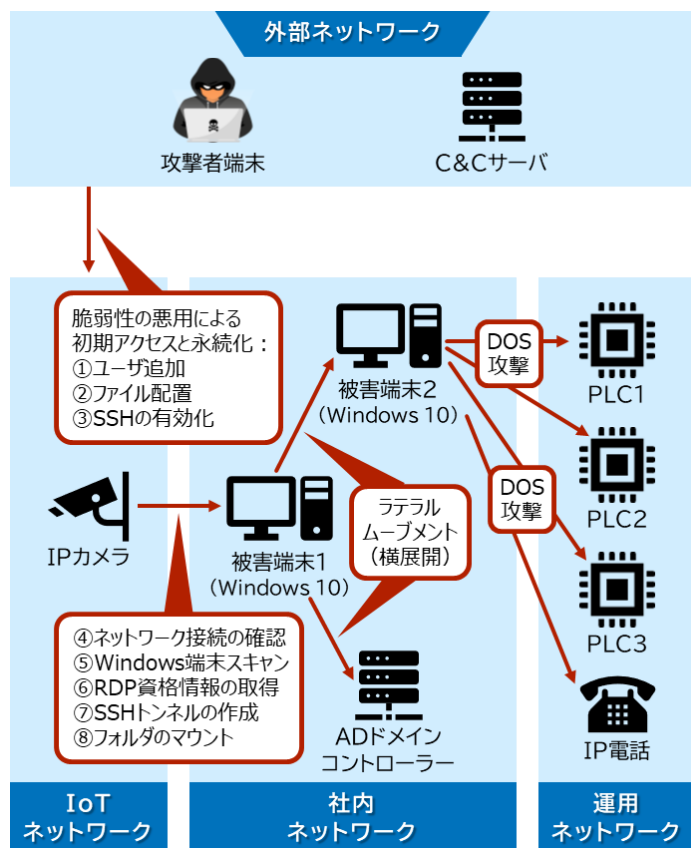 外部ネットワーク
攻撃者端末
C&Cサーバ
脆弱性の悪用による
初期アクセスと永続化：
①ユーザ追加
②ファイル配置
③SSHの有効化
被害端末2
（Windows 10）
DOS
攻撃
PLC1
PLC2
DOS
攻撃
PLC3
IP電話
IPカメラ
被害端末1
（Windows 10）
ラテラル
ムーブメント
（横展開）
④ネットワーク接続の確認
⑤Windows端末スキャン
⑥RDP資格情報の取得
⑦SSHトンネルの作成
⑧フォルダのマウント
ADドメイン
コントローラー
IoT
ネットワーク
社内
ネットワーク
運用
ネットワーク